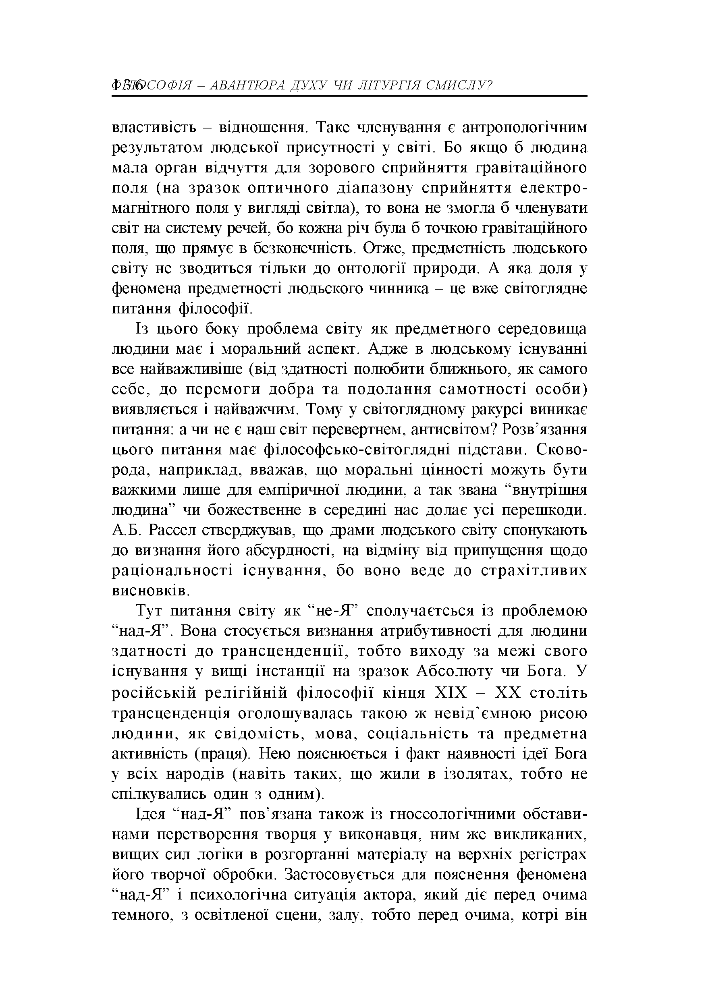 136
ФІЛОСОФІЯ – АВАНТЮРА ДУХУ ЧИ ЛІТУРГІЯ СМИСЛУ?
властивість – відношення. Таке членування є антропологічним
результатом людської присутності у світі. Бо якщо б людина
мала орган відчуття для зорового сприйняття гравітаційного
поля (на зразок оптичного діапазону сприйняття електро-
магнітного поля у вигляді світла), то вона не змогла б членувати
світ на систему речей, бо кожна річ була б точкою гравітаційного
поля, що прямує в безконечність. Отже, предметність людського
світу не зводиться тільки до онтології природи. А яка доля у
феномена предметності людьского чинника – це вже світоглядне
питання філософії.
Із цього боку проблема світу як предметного середовища
людини має і моральний аспект. Адже в людському існуванні
все найважливіше (від здатності полюбити ближнього, як самого
себе, до перемоги добра та подолання самотності особи)
виявляється і найважчим. Тому у світоглядному ракурсі виникає
питання: а чи не є наш світ перевертнем, антисвітом? Розв’язання
цього питання має філософсько-світоглядні підстави. Сково-
рода, наприклад, вважав, що моральні цінності можуть бути
важкими лише для емпіричної людини, а так звана “внутрішня
людина” чи божественне в середині нас долає усі перешкоди.
А.Б. Рассел стверджував, що драми людського світу спонукають
до визнання його абсурдності, на відміну від припущення щодо
раціональності існування, бо воно веде до страхітливих
висновків.
Тут питання світу як “не-Я” сполучаєтсься із проблемою
“над-Я”. Вона стосується визнання атрибутивності для людини
здатності до трансценденції, тобто виходу за межі свого
існування у вищі інстанції на зразок Абсолюту чи Бога. У
російській релігійній філософії кінця XIX – XX століть
трансценденція оголошувалась такою ж невід’ємною рисою
людини, як свідомість, мова, соціальність та предметна
активність (праця). Нею пояснюється і факт наявності ідеї Бога
у всіх народів (навіть таких, що жили в ізолятах, тобто не
спілкувались один з одним).
Ідея “над-Я” пов’язана також із гносеологічними обстави-
нами перетворення творця у виконавця, ним же викликаних,
вищих сил логіки в розгортанні матеріалу на верхніх регістрах
його творчої обробки. Застосовується для пояснення феномена
“над-Я” і психологічна ситуація актора, який діє перед очима
темного, з освітленої сцени, залу, тобто перед очима, котрі він